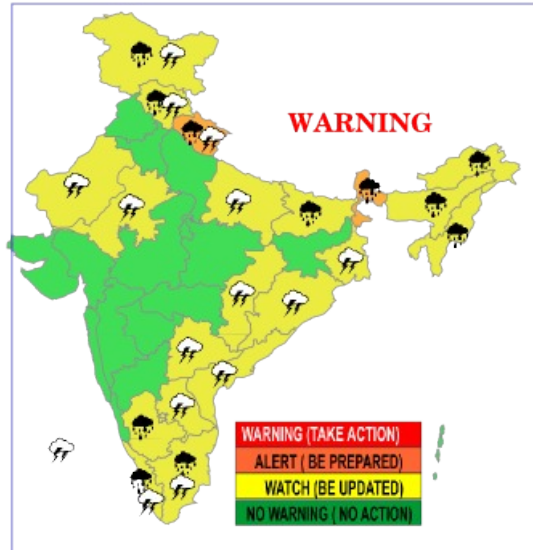 WARNING
WARNING (TAKE ACTION)
ALERT ( BE PREPARED)
WATCH (BE UPDATED)
NO WARNING ( NO ACTION)